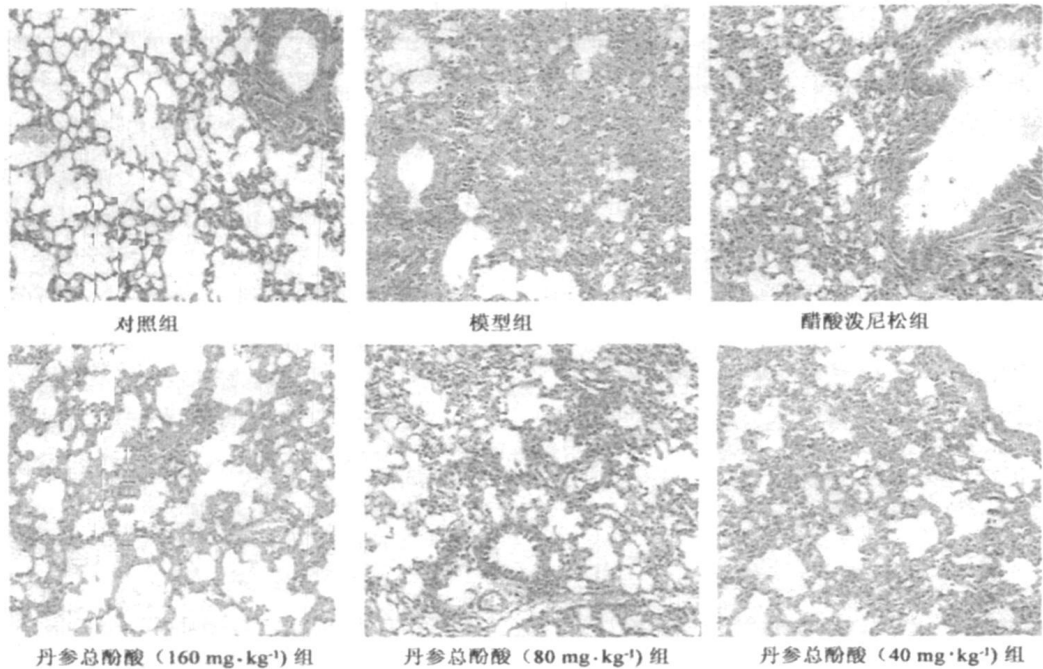 对照组
模型组
醋酸泼尼松组
丹参总酚酸（160 mg·kg⁻¹) 组
丹参总酚酸（80 mg·kg⁻¹) 组
丹参总酚酸（40 mg·kg⁻¹) 组